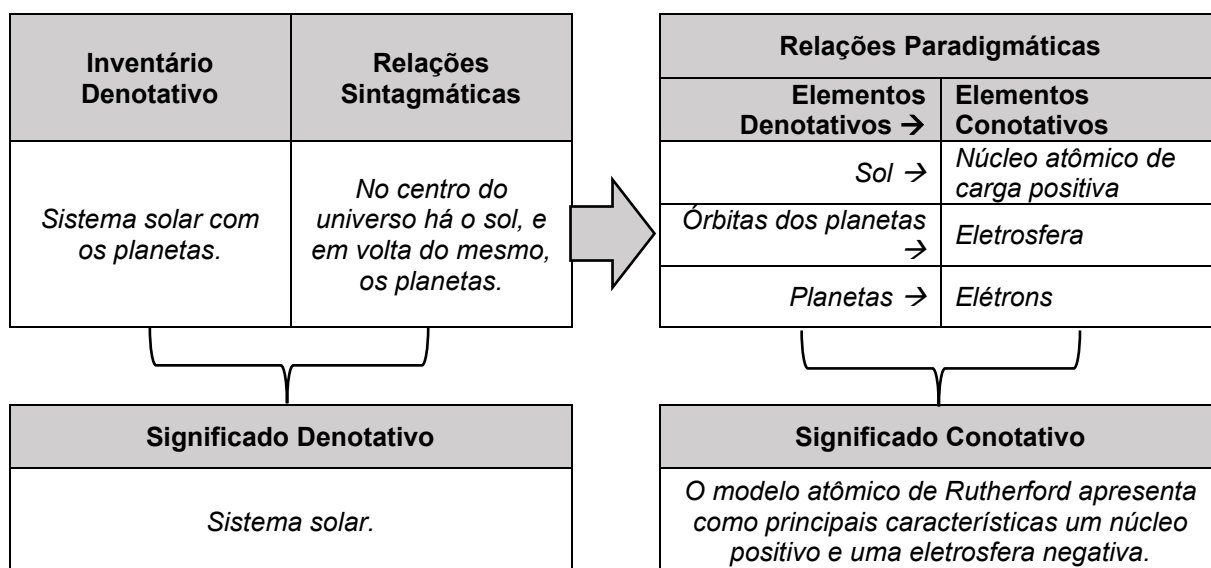 Inventário
Denotativo
Relações
Sintagmáticas
Sistema solar com
os planetas.
No centro do
universo há o sol, e
em volta do mesmo,
os planetas.
Significado Denotativo
Sistema solar.
Relações Paradigmáticas
Elementos
Denotativos →
Elementos
Conotativos
Sol →
Núcleo atômico de
carga positiva
Órbitas dos planetas
→
Eletrosfera
Planetas →
Elétrons
Significado Conotativo
O modelo atômico de Rutherford apresenta
como principais características um núcleo
positivo e uma eletrosfera negativa.